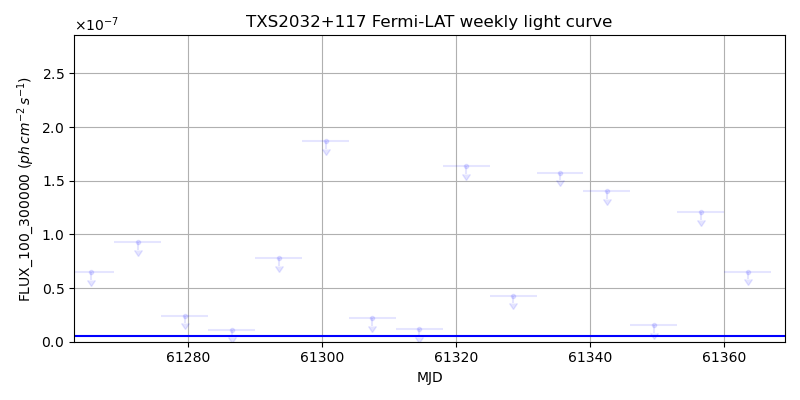 TXS2032+117 Fermi-LAT weekly light curve
×10⁻⁷
FLUX_100_300000 (ph cm⁻² s⁻¹)
2.5
2.0
1.5
1.0
0.5
0.0
61280 61300 61320 61340 61360
MJD